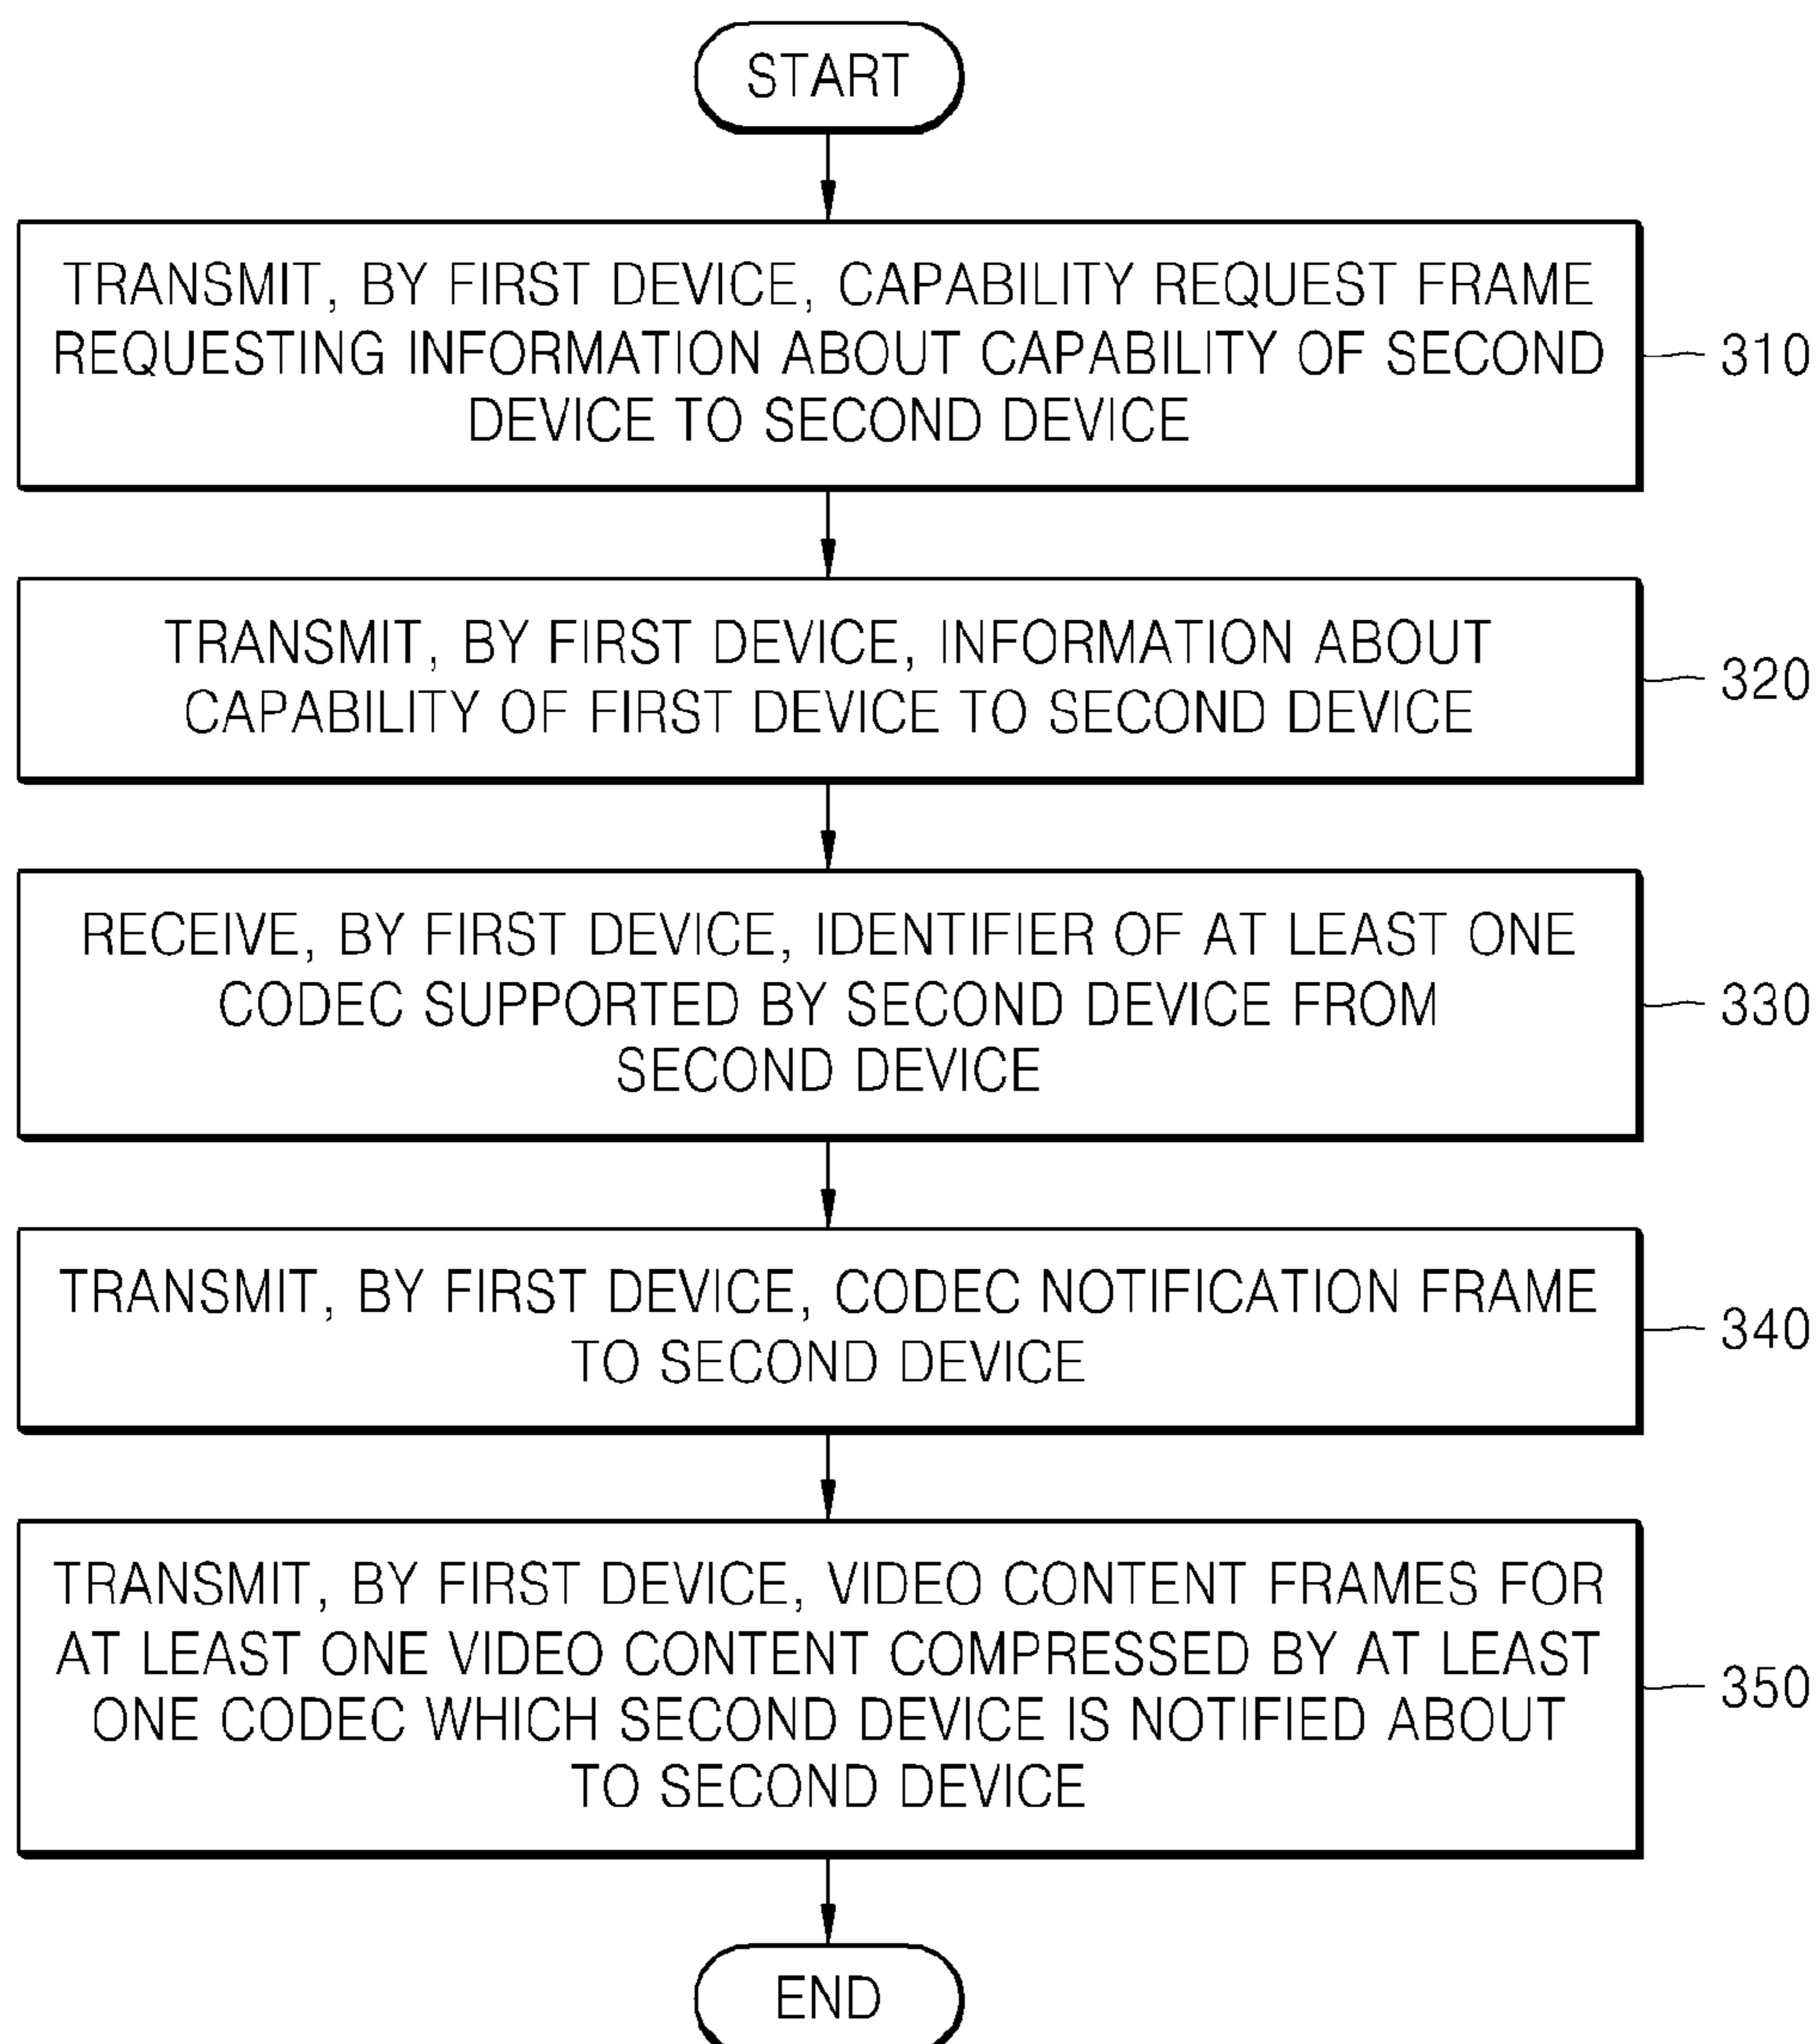 START
TRANSMIT, BY FIRST DEVICE, CAPABILITY REQUEST FRAME
REQUESTING INFORMATION ABOUT CAPABILITY OF SECOND
DEVICE TO SECOND DEVICE
310
TRANSMIT, BY FIRST DEVICE, INFORMATION ABOUT
CAPABILITY OF FIRST DEVICE TO SECOND DEVICE
320
RECEIVE, BY FIRST DEVICE, IDENTIFIER OF AT LEAST ONE
CODEC SUPPORTED BY SECOND DEVICE FROM
SECOND DEVICE
330
TRANSMIT, BY FIRST DEVICE, CODEC NOTIFICATION FRAME
TO SECOND DEVICE
340
TRANSMIT, BY FIRST DEVICE, VIDEO CONTENT FRAMES FOR
AT LEAST ONE VIDEO CONTENT COMPRESSED BY AT LEAST
ONE CODEC WHICH SECOND DEVICE IS NOTIFIED ABOUT
TO SECOND DEVICE
350
END